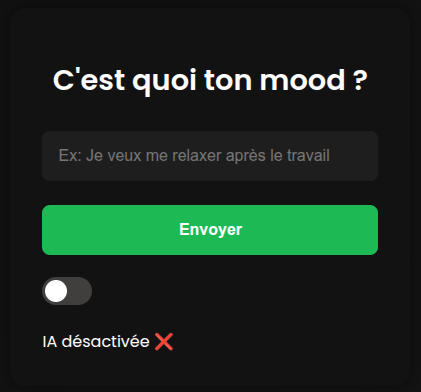 C'est quoi ton mood ?
Ex: Je veux me relaxer après le travail
Envoyer
IA désactivée ❌